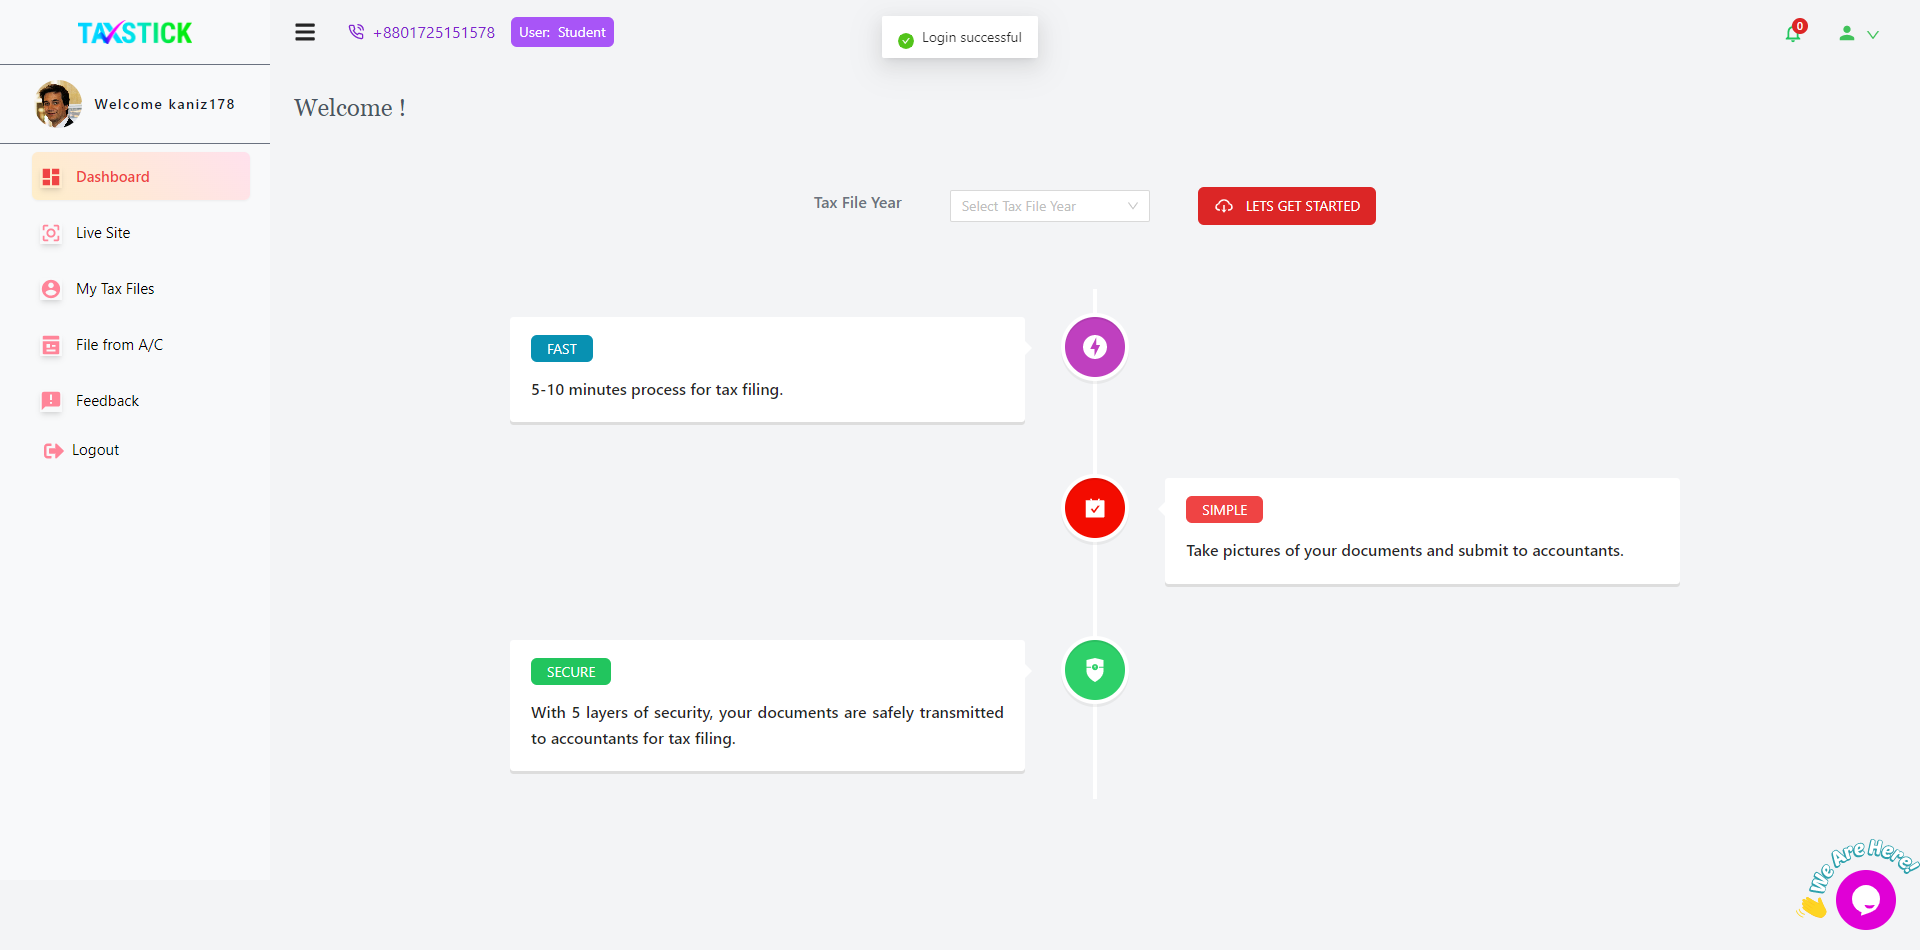 TAXSTICK
+8801725151578
User: Student
Login successful
0
Welcome kaniz178
Welcome !
Dashboard
Live Site
My Tax Files
File from A/C
Feedback
Logout
Tax File Year
Select Tax File Year
LETS GET STARTED
FAST
5-10 minutes process for tax filing.
SIMPLE
Take pictures of your documents and submit to accountants.
SECURE
With 5 layers of security, your documents are safely transmitted
to accountants for tax filing.
We Are Here!